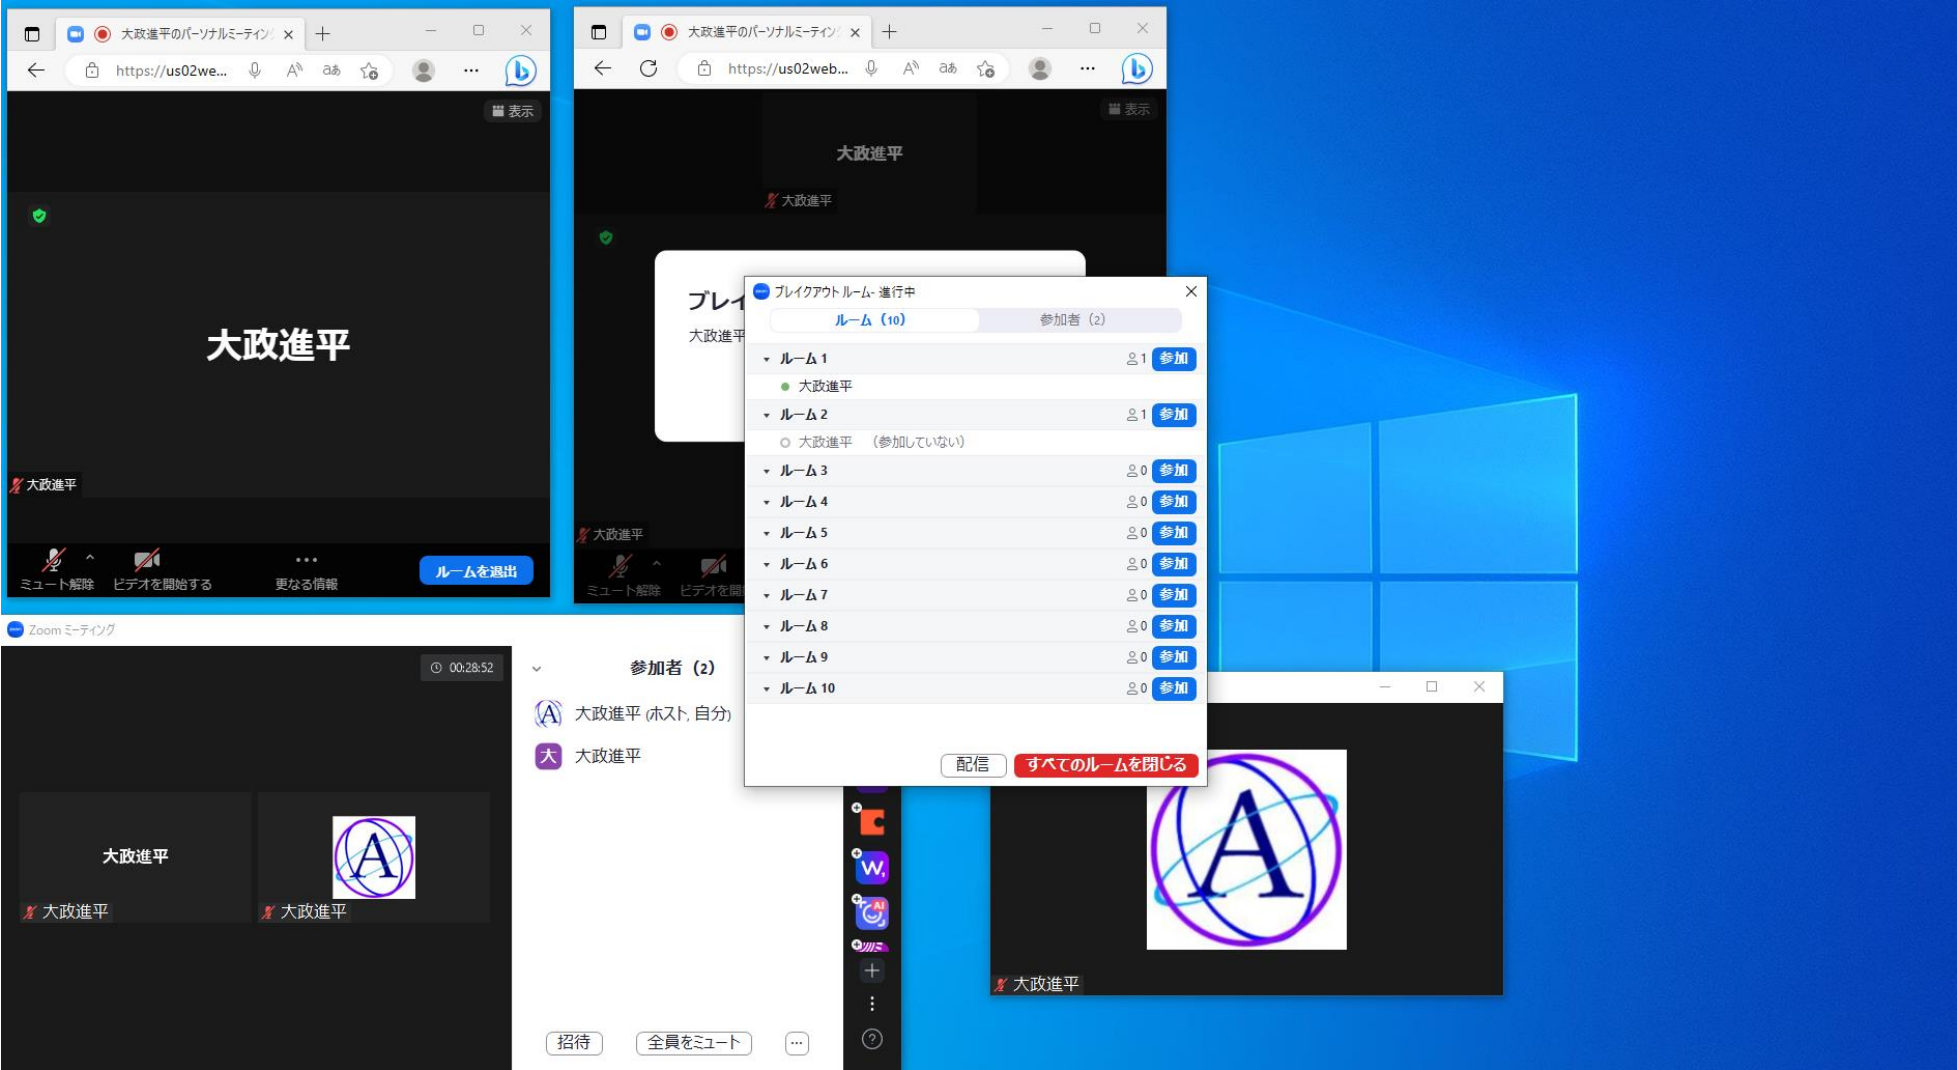 大政進平のパーソナルミーティン
https://us02we...
aあ
表示
大政進平
大政進平
ミュート解除
ビデオを開始する
更なる情報
ルームを退出
大政進平のパーソナルミーティン
https://us02web...
aあ
表示
大政進平
大政進平
ブレイ
大政進平
大政進平
ミュート解除
ビデオを開
ブレイクアウト ルーム- 進行中
ルーム（10）
参加者（2）
ルーム 1
1 参加
大政進平
ルーム 2
1 参加
大政進平 （参加していない）
ルーム 3
0 参加
ルーム 4
0 参加
ルーム 5
0 参加
ルーム 6
0 参加
ルーム 7
0 参加
ルーム 8
0 参加
ルーム 9
0 参加
ルーム 10
0 参加
配信
すべてのルームを閉じる
Zoom ミーティング
00:28:52
大政進平
大政進平
A
大政進平
参加者（2）
A 大政進平 (ホスト, 自分)
大 大政進平
招待
全員をミュート
W,
AI
A
大政進平